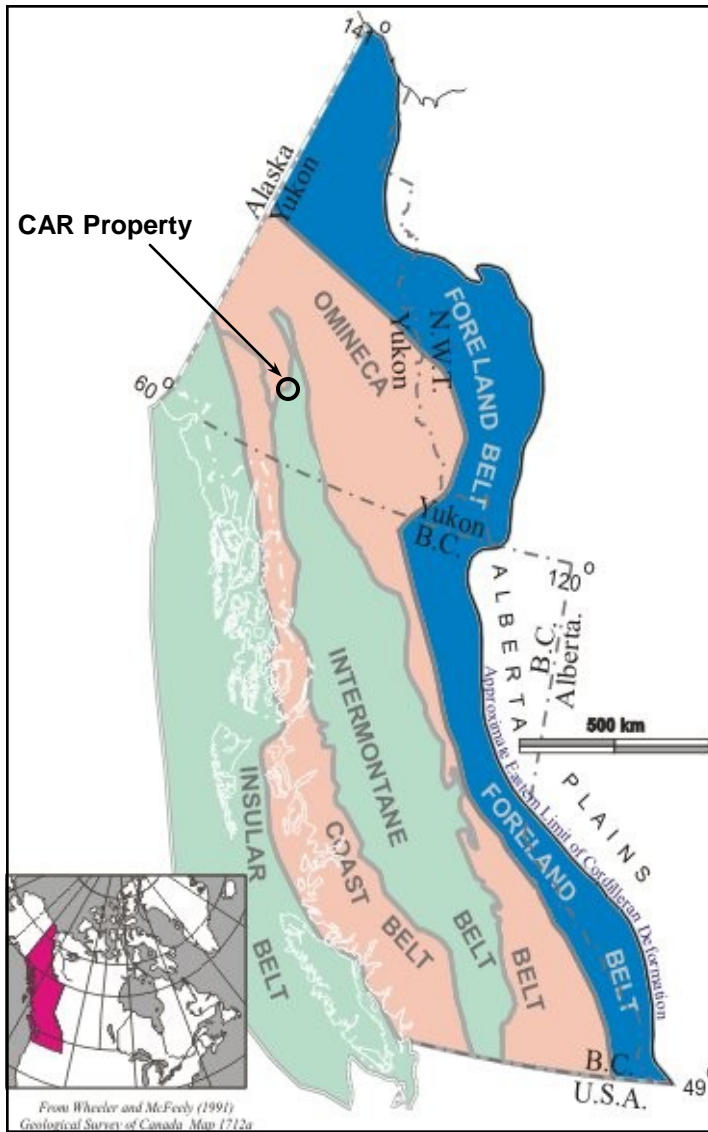 141°
Alaska
Yukon
CAR Property
OMINECA
FORELAND BELT
N.W.T.
Yukon
60°
Yukon
B.C.
120°
ALBERTA PLAINS
B.C.
Alberta.
500 km
Approximate Eastern Limit of Cordilleran Deformation
INTERMONTANE
BELT
INSULAR
BELT
COAST
BELT
BELT
FORELAND
BELT
B.C.
U.S.A.
49°
From Wheeler and McFeely (1991)
Geological Survey of Canada Map 1712a